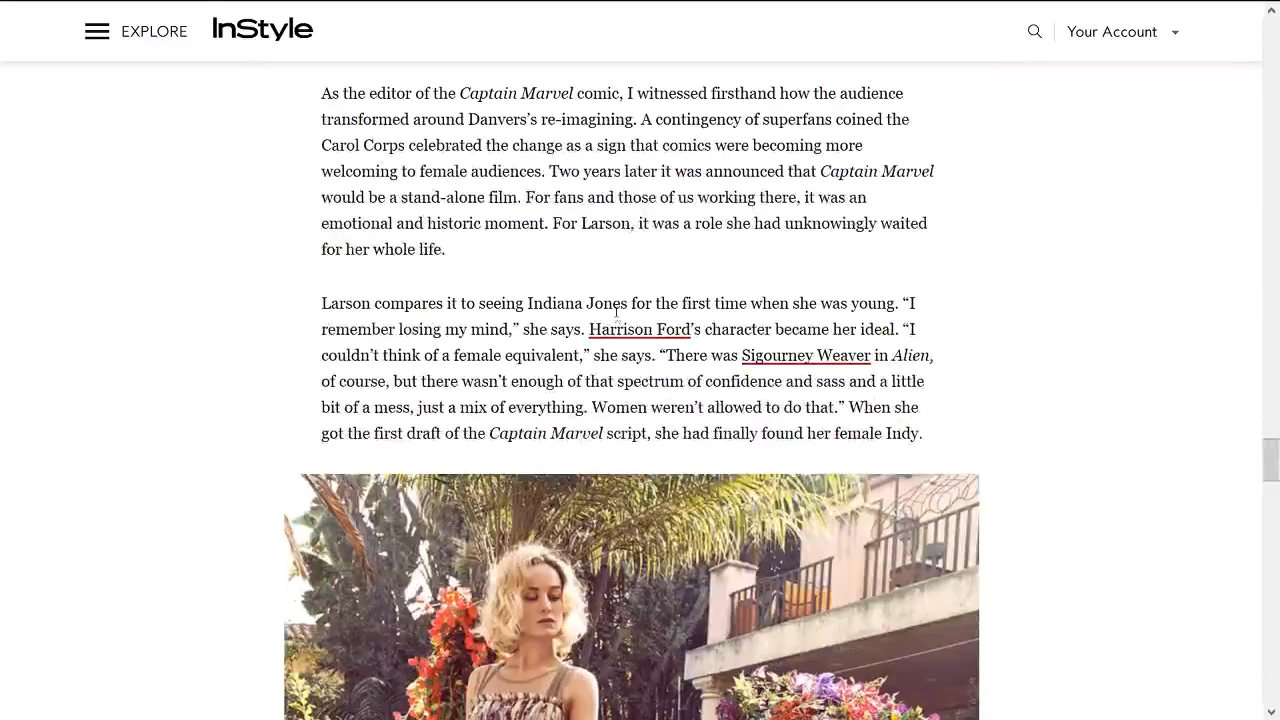 EXPLORE InStyle Your Account
As the editor of the Captain Marvel comic, I witnessed firsthand how the audience
transformed around Danvers’s re-imagining. A contingency of superfans coined the
Carol Corps celebrated the change as a sign that comics were becoming more
welcoming to female audiences. Two years later it was announced that Captain Marvel
would be a stand-alone film. For fans and those of us working there, it was an
emotional and historic moment. For Larson, it was a role she had unknowingly waited
for her whole life.
Larson compares it to seeing Indiana Jones for the first time when she was young. “I
remember losing my mind,” she says. Harrison Ford’s character became her ideal. “I
couldn’t think of a female equivalent,” she says. “There was Sigourney Weaver in Alien,
of course, but there wasn’t enough of that spectrum of confidence and sass and a little
bit of a mess, just a mix of everything. Women weren’t allowed to do that.” When she
got the first draft of the Captain Marvel script, she had finally found her female Indy.